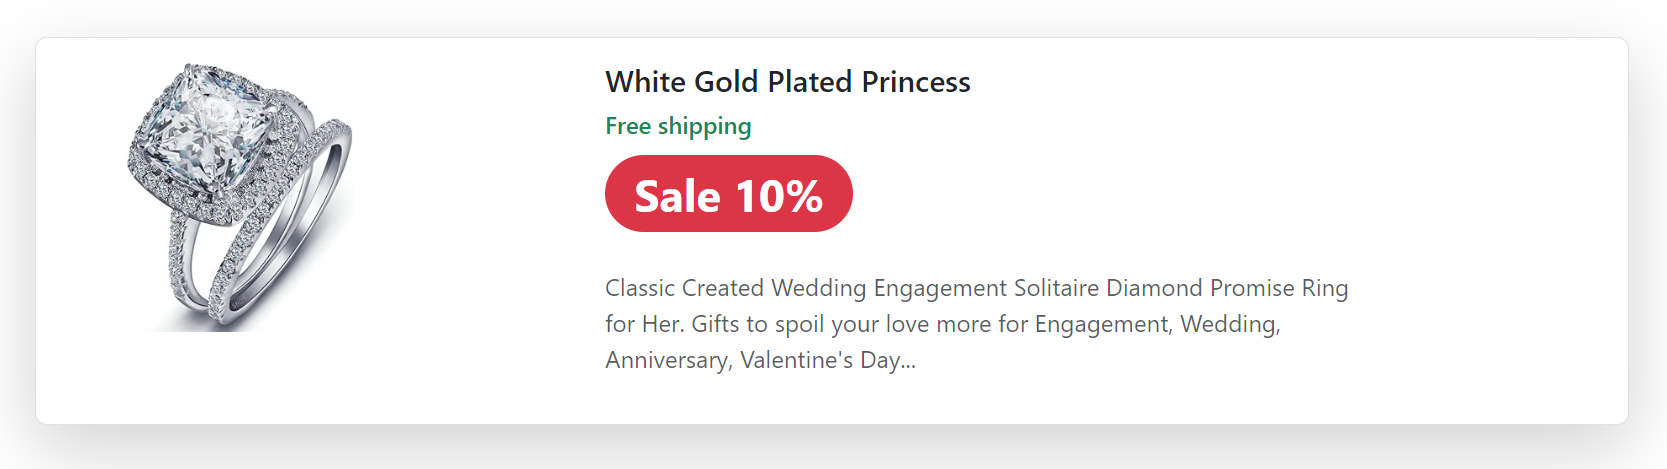 White Gold Plated Princess
Free shipping
Sale 10%
Classic Created Wedding Engagement Solitaire Diamond Promise Ring
for Her. Gifts to spoil your love more for Engagement, Wedding,
Anniversary, Valentine's Day...